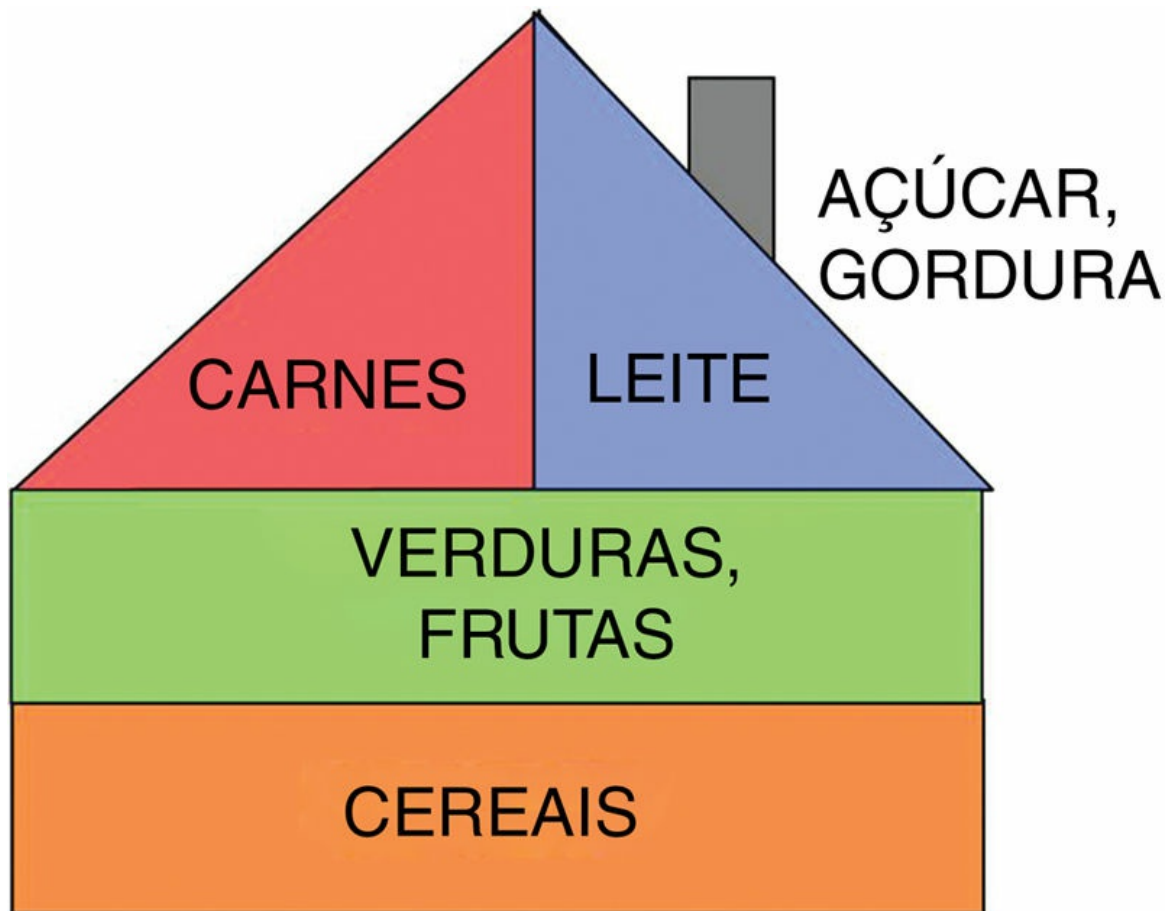 AÇÚCAR,
GORDURA
CARNES
LEITE
VERDURAS,
FRUTAS
CEREAIS